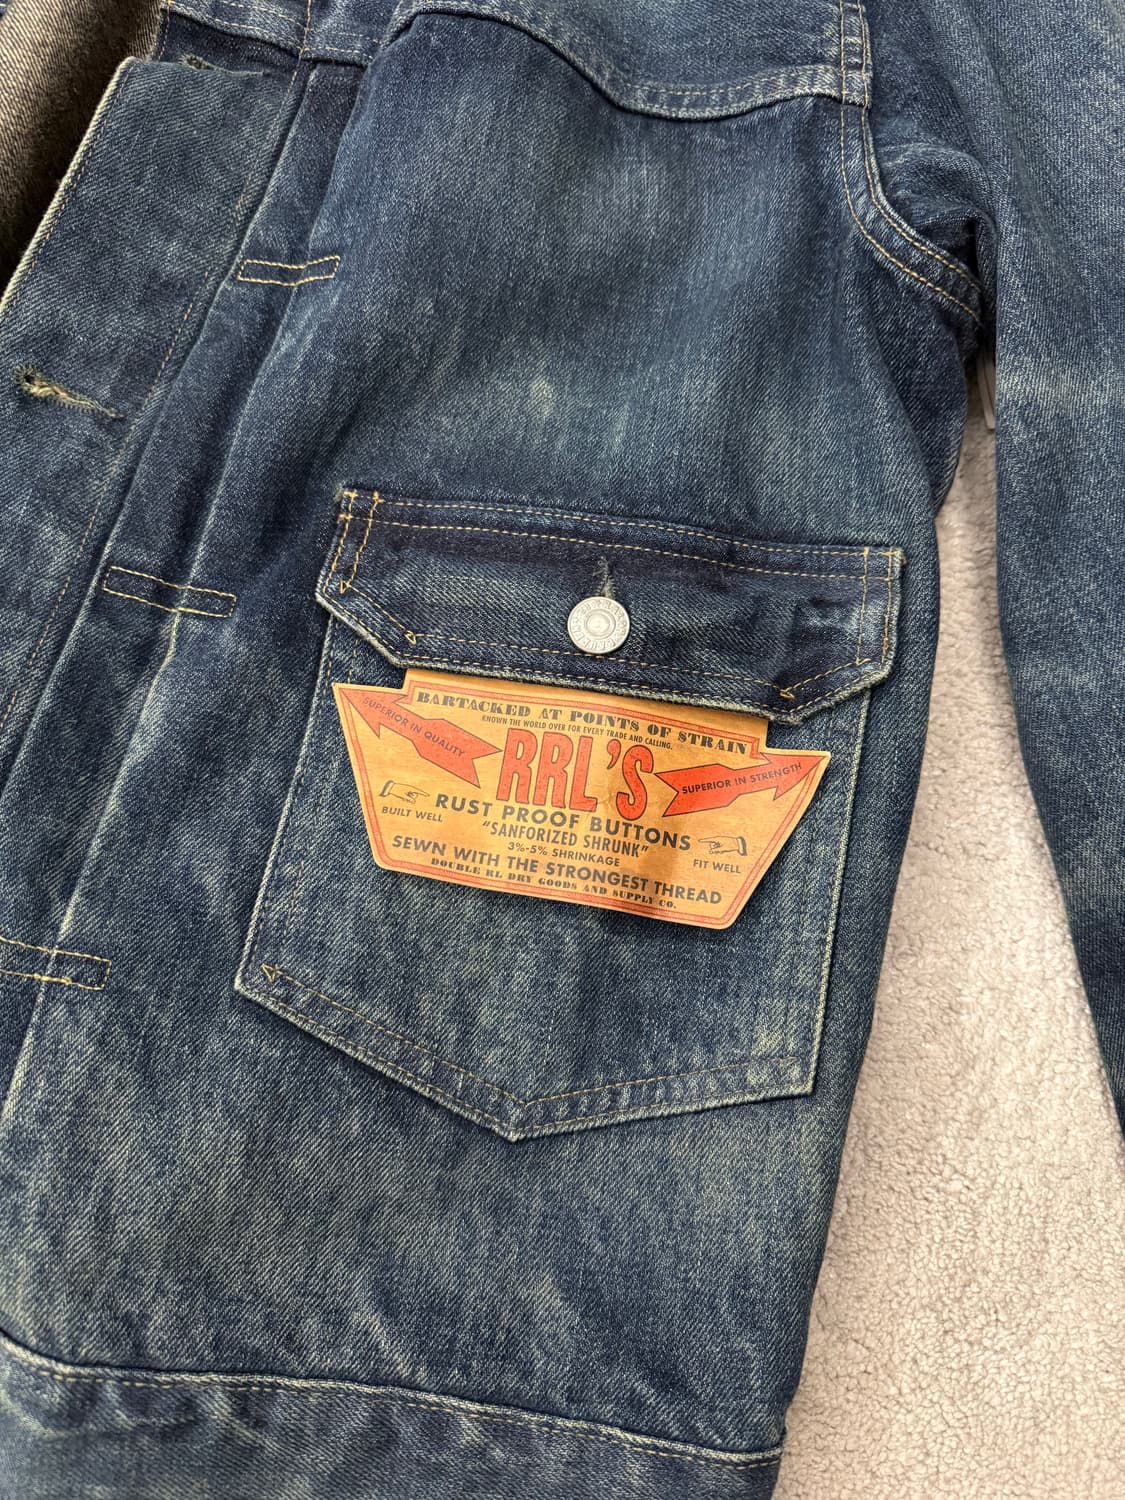 BARTACKED AT POINTS OF STRAIN
KNOWN THE WORLD OVER FOR EVERY TRADE AND CALLING.
SUPERIOR IN QUALITY
RRL'S
SUPERIOR IN STRENGTH
BUILT WELL
RUST PROOF BUTTONS
FIT WELL
"SANFORIZED SHRUNK"
3%-5% SHRINKAGE
SEWN WITH THE STRONGEST THREAD
DOUBLE RL DRY GOODS AND SUPPLY CO.